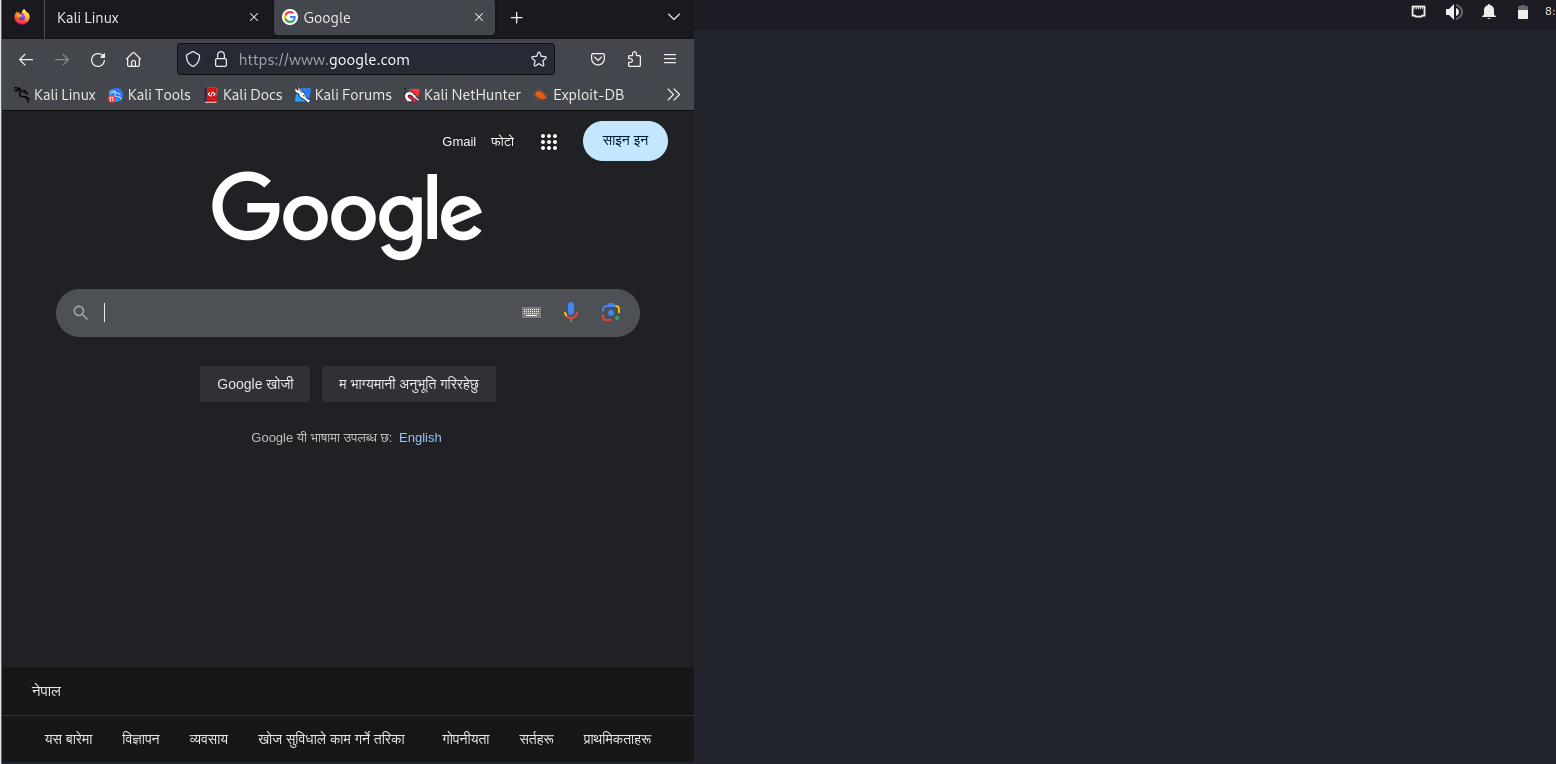 Kali Linux
Google
8:
https://www.google.com
Kali Linux Kali Tools Kali Docs Kali Forums Kali NetHunter Exploit-DB
Gmail फोटो साइन इन
Google
Google खोजी म भाग्यमानी अनुभूति गरिरहेछु
Google यी भाषामा उपलब्ध छ: English
नेपाल
यस बारेमा विज्ञापन व्यवसाय खोज सुविधाले काम गर्ने तरिका गोपनीयता सर्तहरू प्राथमिकताहरू